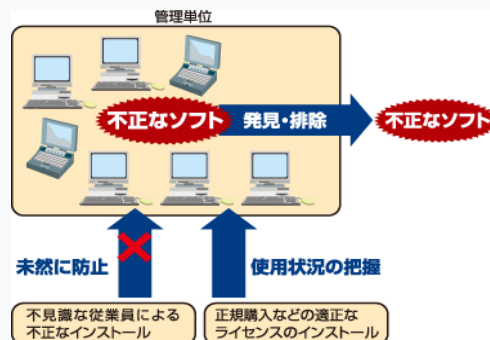 管理単位
不正なソフト
発見・排除
不正なソフト
未然に防止
使用状況の把握
不見識な従業員による
不正なインストール
正規購入などの適正な
ライセンスのインストール